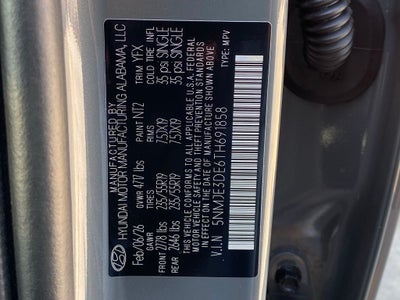 MANUFACTURED BY
HYUNDAI MOTOR MANUFACTURING ALABAMA, LLC
Feb/06/26 GVWR 4717 lbs PAINT NT2 TRIM YFX
GAWR TIRES RIMS COLD TIRE INFL
FRONT 2778 lbs 235/55R19 7.5JX19 35 psi SINGLE
REAR 2646 lbs 235/55R19 7.5JX19 35 psi SINGLE
THIS VEHICLE CONFORMS TO ALL APPLICABLE U.S.A. FEDERAL
MOTOR VEHICLE SAFETY AND THEFT PREVENTION STANDARDS
IN EFFECT ON THE DATE OF MANUFACTURE SHOWN ABOVE.
V.I.N 5NMJE3DE6TH691858 TYPE: MPV